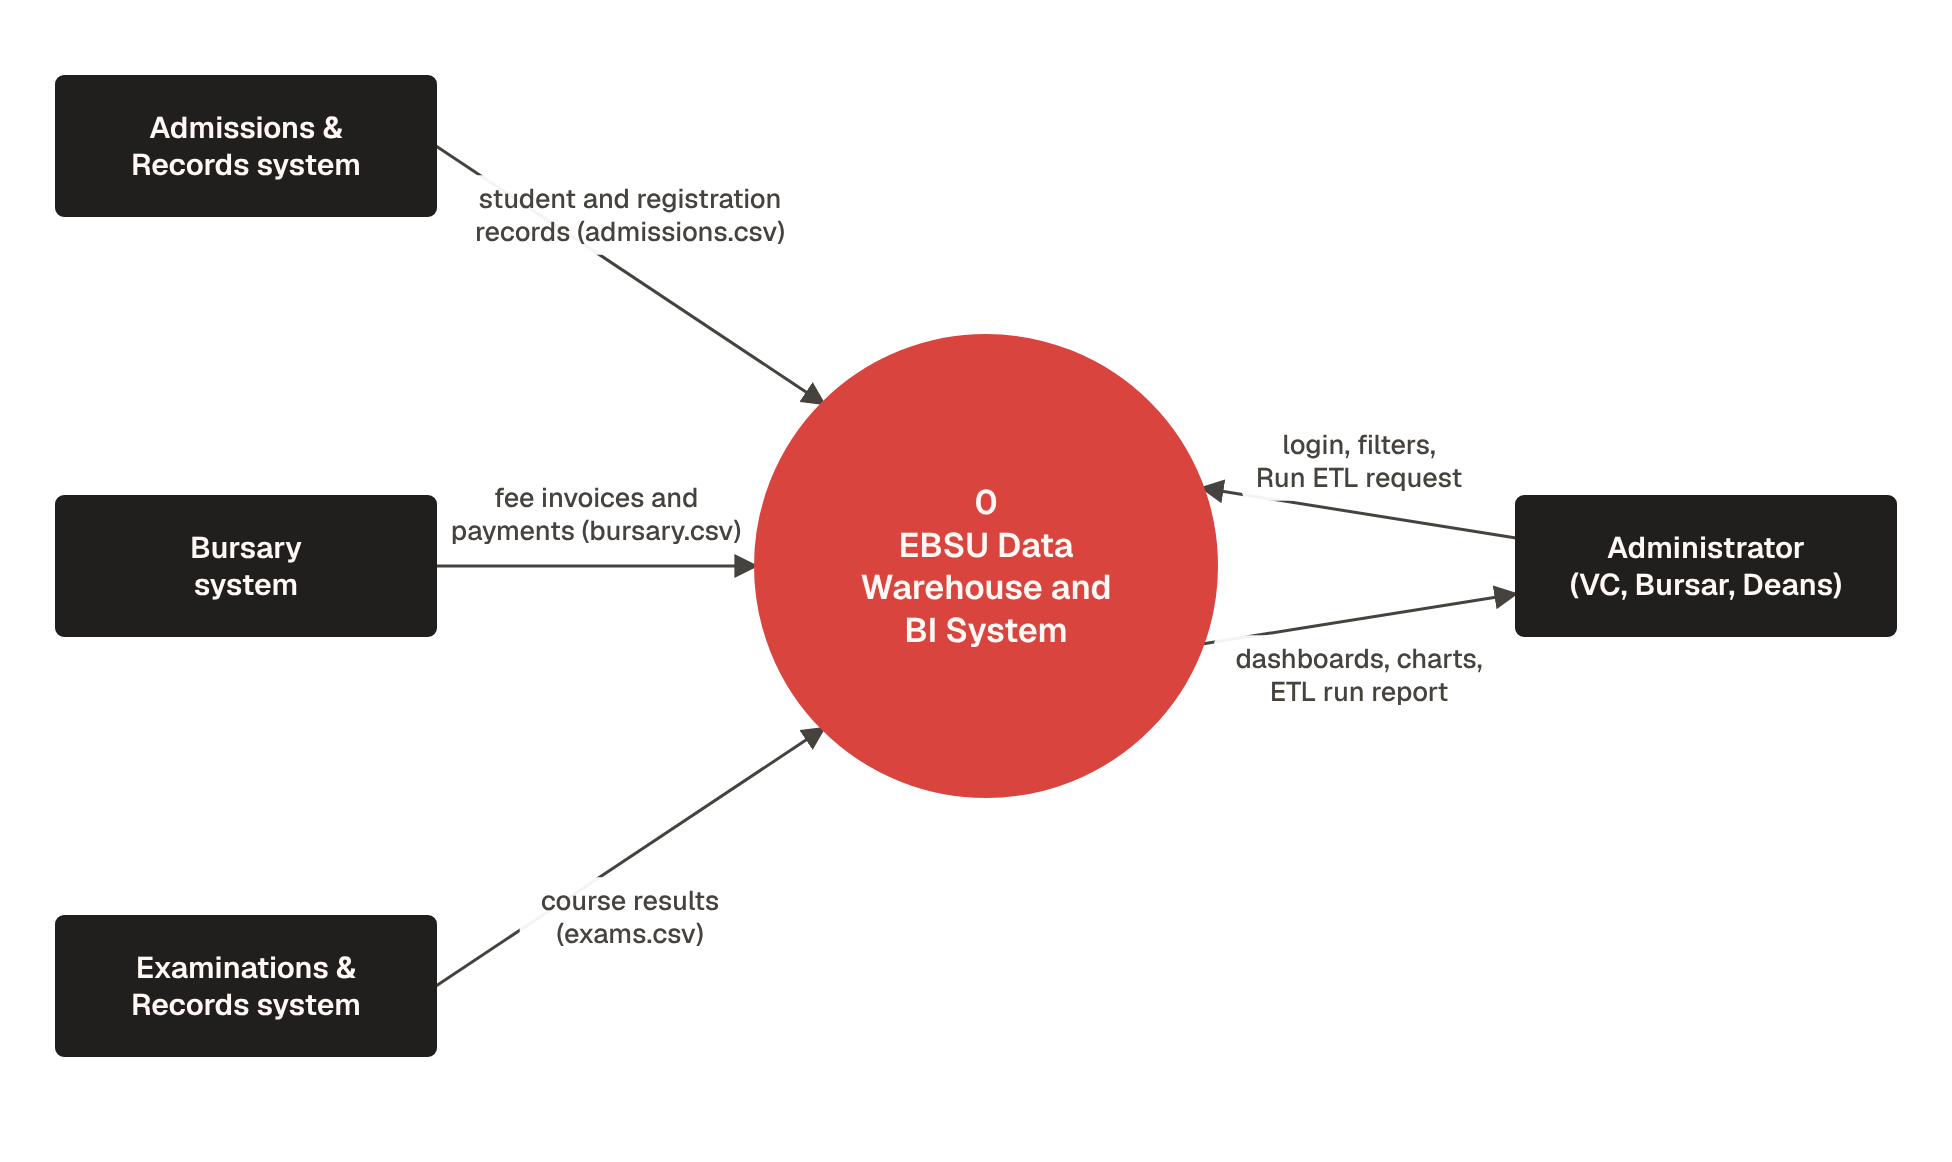 Admissions &
Records system
student and registration
records (admissions.csv)
Bursary
system
fee invoices and
payments (bursary.csv)
0
EBSU Data
Warehouse and
BI System
login, filters,
Run ETL request
Administrator
(VC, Bursar, Deans)
dashboards, charts,
ETL run report
Examinations &
Records system
course results
(exams.csv)